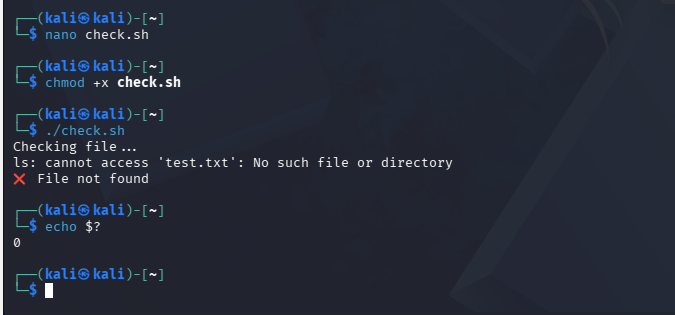 ┌──(kali㉿kali)-[~]
└─$ nano check.sh
┌──(kali㉿kali)-[~]
└─$ chmod +x check.sh
┌──(kali㉿kali)-[~]
└─$ ./check.sh
Checking file...
ls: cannot access 'test.txt': No such file or directory
❌ File not found
┌──(kali㉿kali)-[~]
└─$ echo $?
0
┌──(kali㉿kali)-[~]
└─$